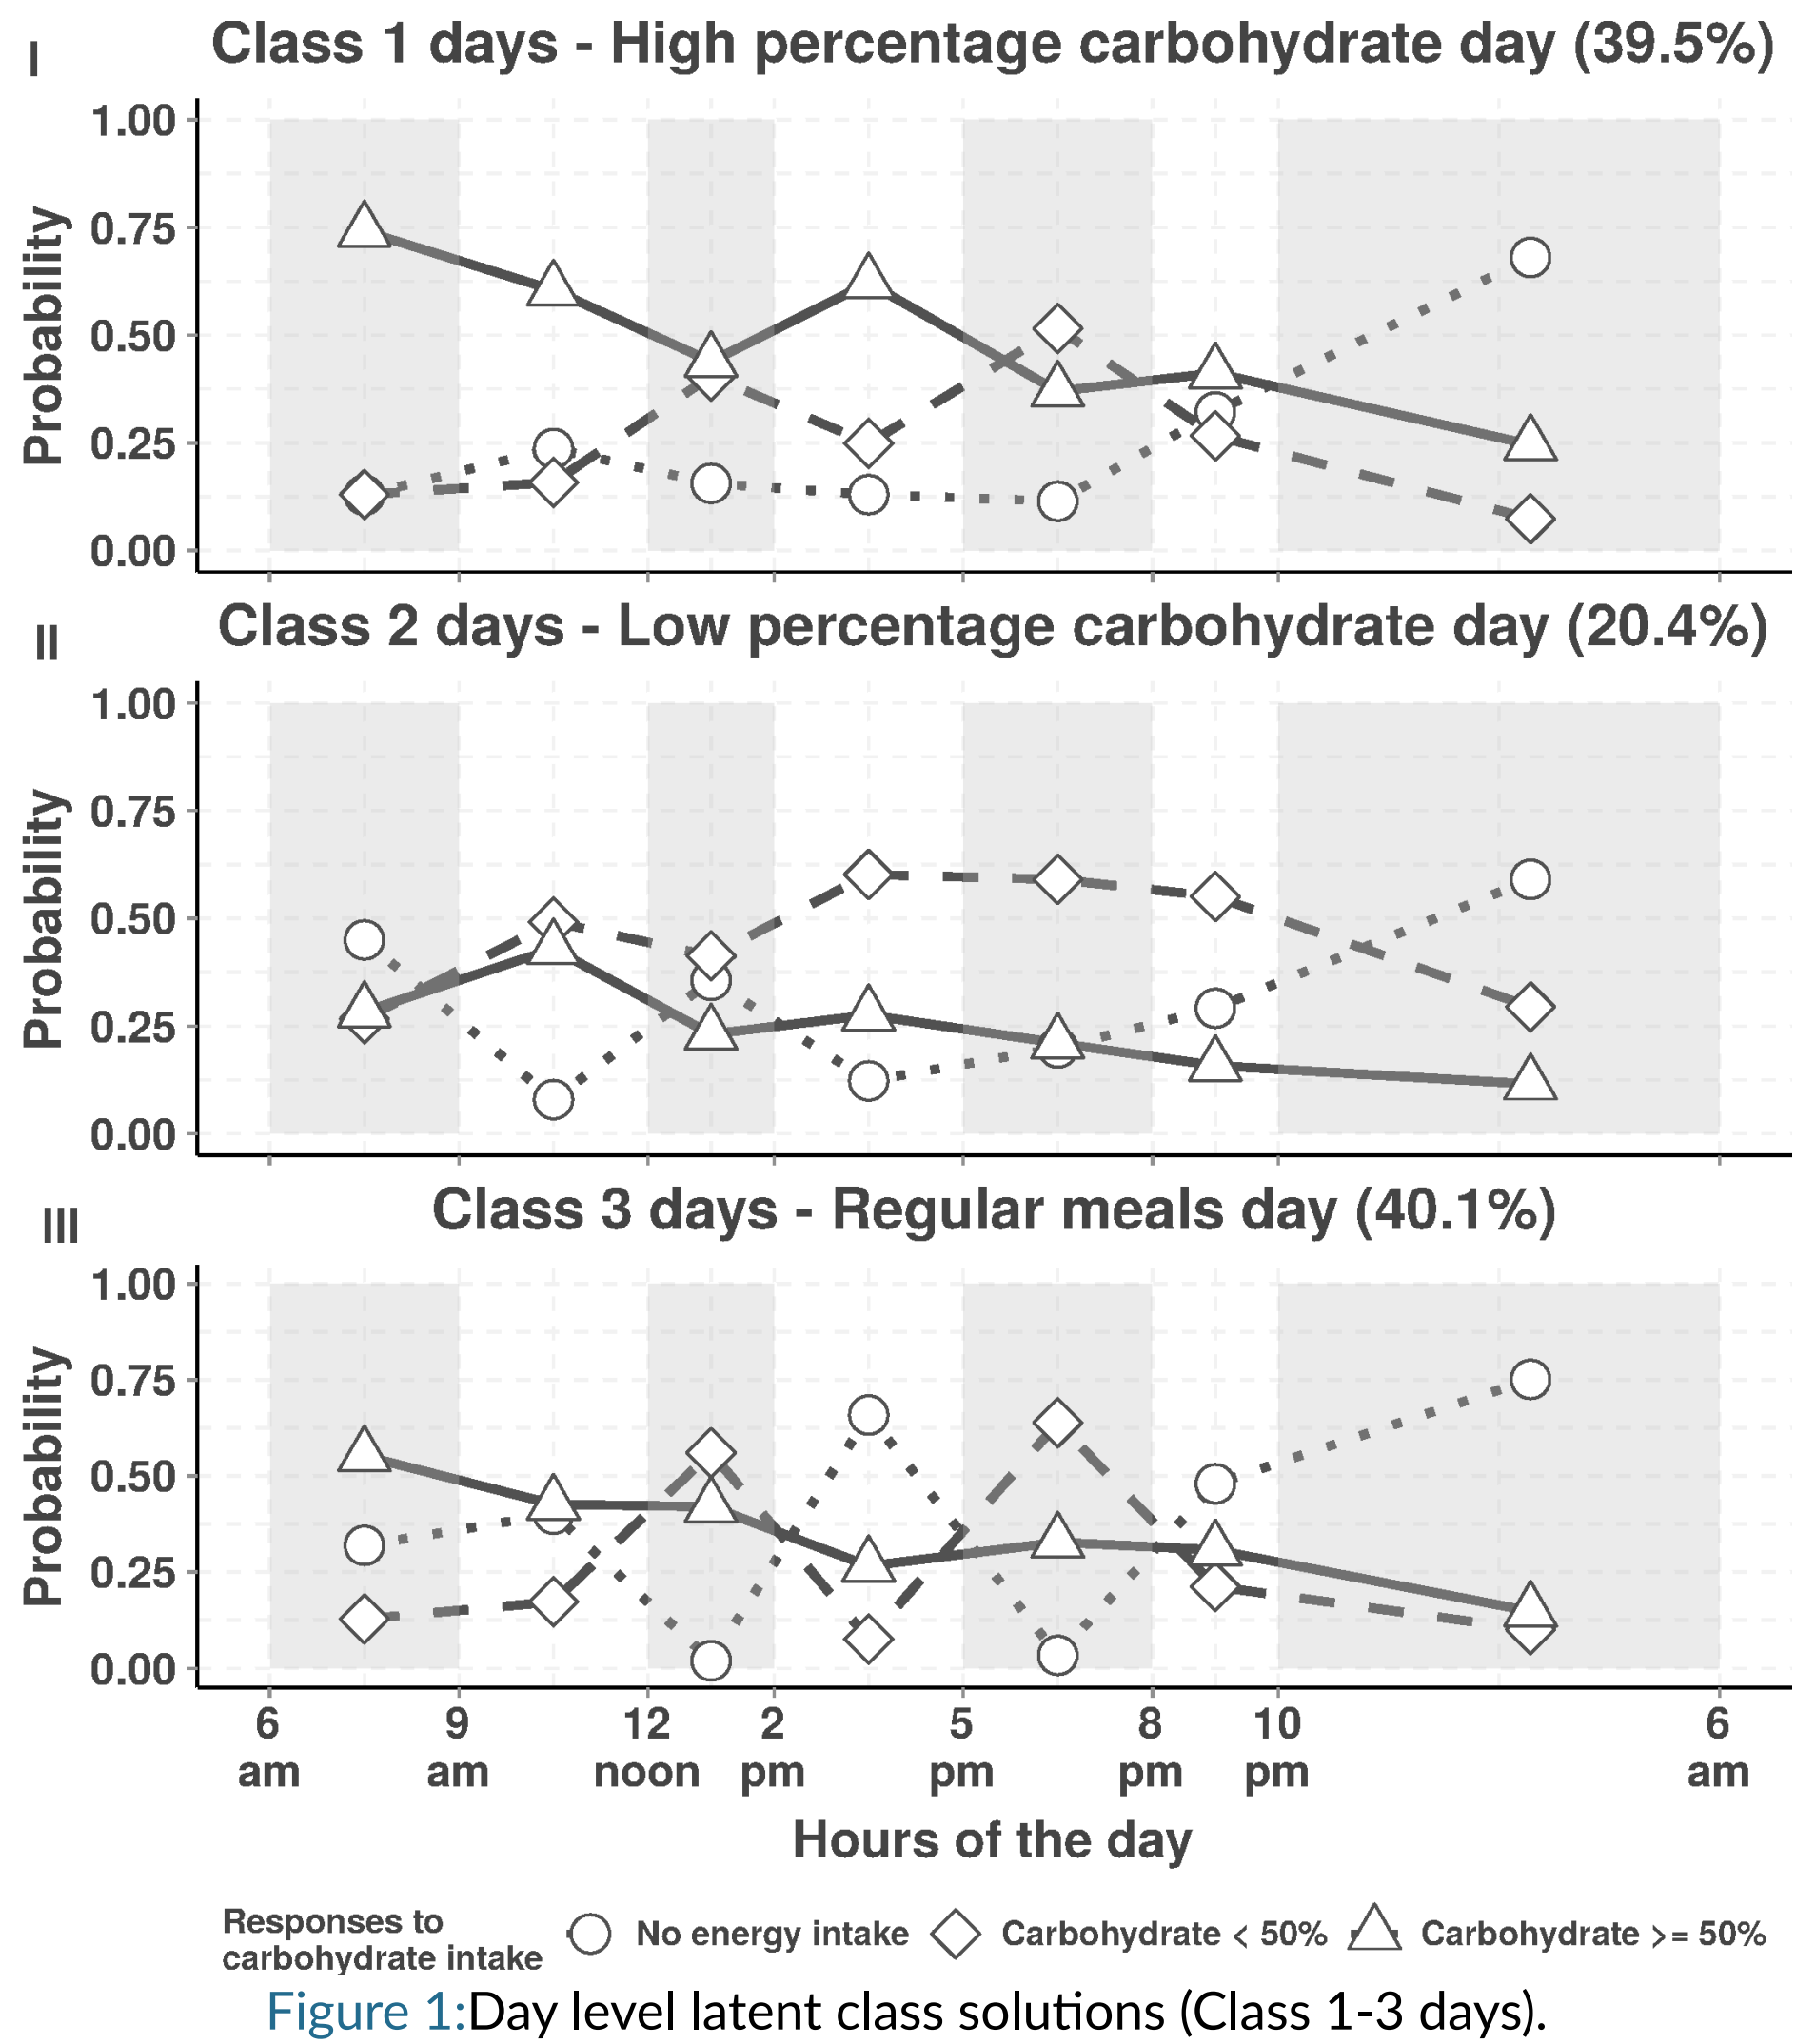 I
Class 1 days - High percentage carbohydrate day (39.5%)
Probability
1.00
0.75
0.50
0.25
0.00
II
Class 2 days - Low percentage carbohydrate day (20.4%)
Probability
1.00
0.75
0.50
0.25
0.00
III
Class 3 days - Regular meals day (40.1%)
Probability
1.00
0.75
0.50
0.25
0.00
6 9 12 2 5 8 10 6
am am noon pm pm pm pm am
Hours of the day
Responses to
carbohydrate intake
No energy intake
Carbohydrate < 50%
Carbohydrate >= 50%
Figure 1:Day level latent class solutions (Class 1-3 days).